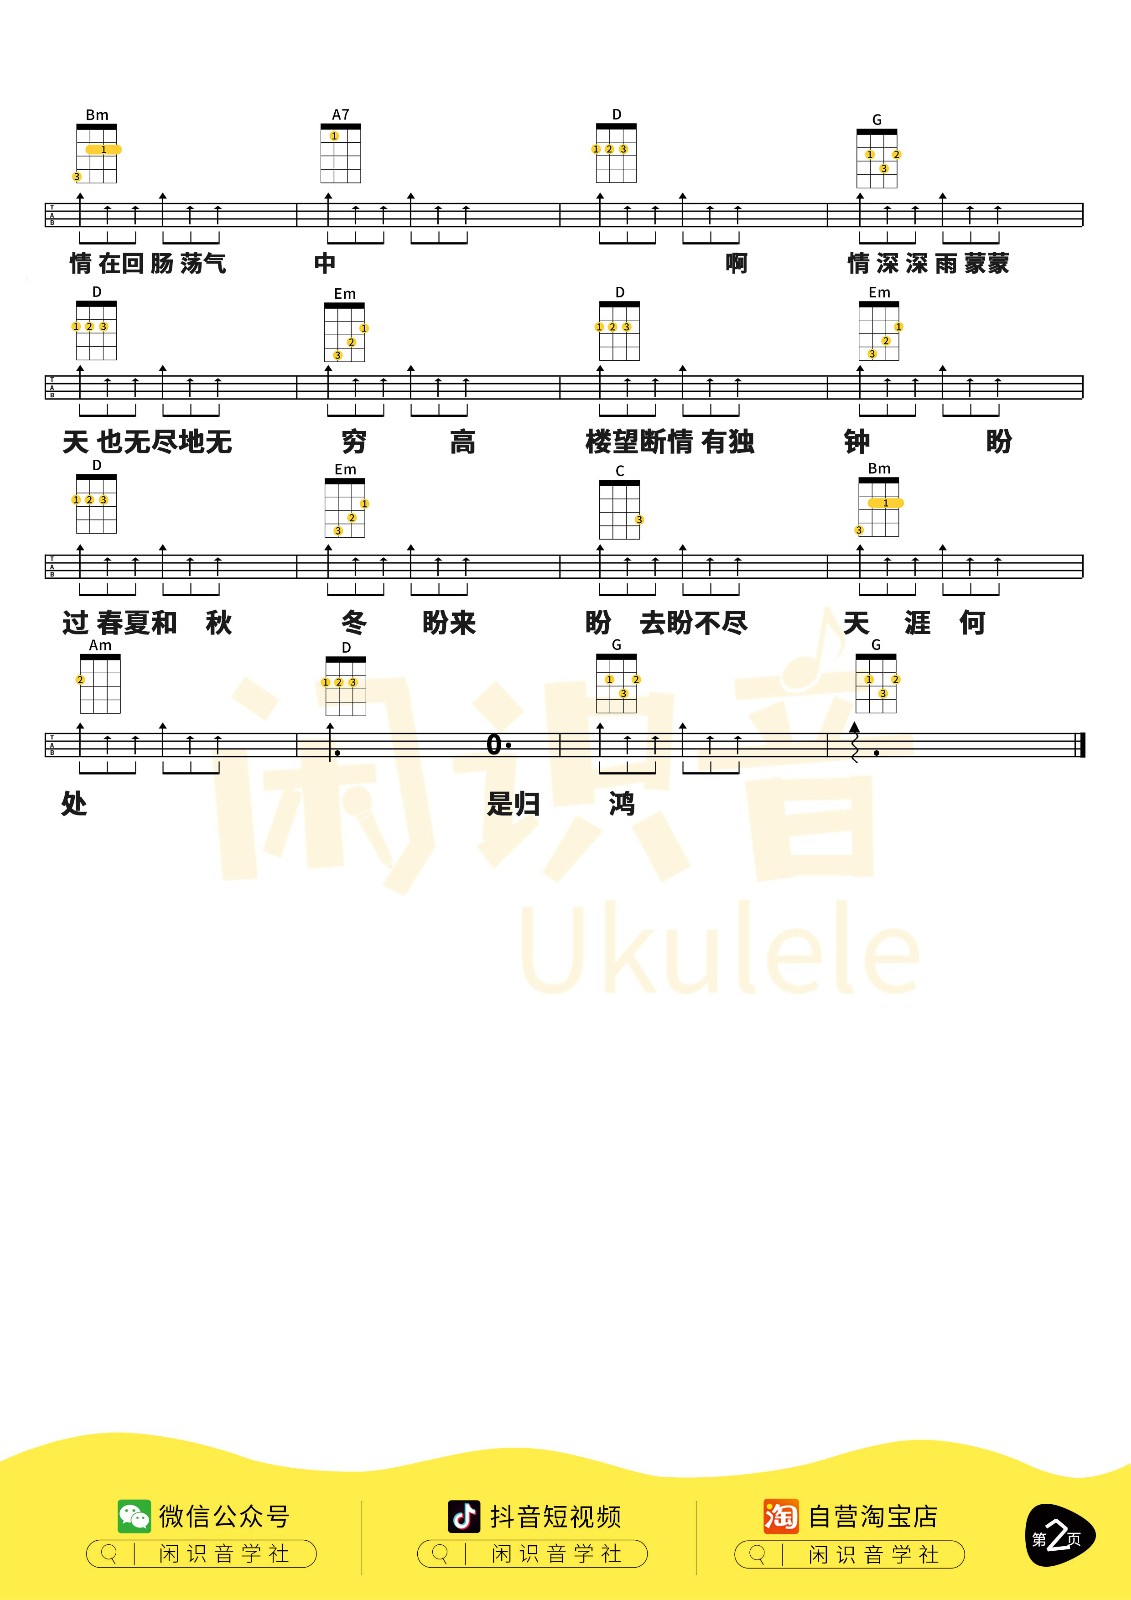 Bm A7 D G
情 在回 肠 荡气 中 啊 情 深 深 雨 蒙蒙
D Em D Em
天 也无尽地无 穷 高 楼望断情 有独 钟 盼
D Em C Bm
过 春夏和 秋 冬 盼来 盼 去盼不尽 天 涯 何
Am D G G
0·
处 是归 鸿
闲识音
Ukulele
微信公众号 抖音短视频 自营淘宝店
闲识音学社 闲识音学社 闲识音学社
第2页